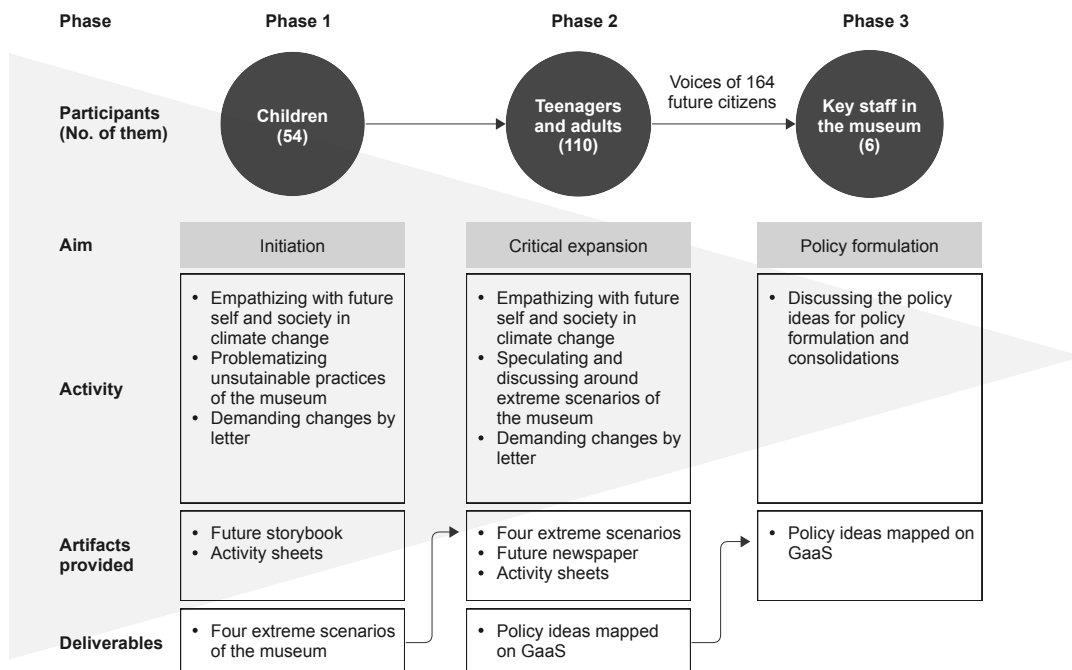 Phase
Phase 1
Phase 2
Phase 3
Participants
(No. of them)
Children
(54)
Teenagers
and adults
(110)
Voices of 164
future citizens
Key staff in
the museum
(6)
Aim
Initiation
Critical expansion
Policy formulation
Activity
• Empathizing with future
self and society in
climate change
• Problematizing
unsutainable practices
of the museum
• Demanding changes by
letter
• Empathizing with future
self and society in
climate change
• Speculating and
discussing around
extreme scenarios of
the museum
• Demanding changes by
letter
• Discussing the policy
ideas for policy
formulation and
consolidations
Artifacts
provided
• Future storybook
• Activity sheets
• Four extreme scenarios
• Future newspaper
• Activity sheets
• Policy ideas mapped on
GaaS
Deliverables
• Four extreme scenarios
of the museum
• Policy ideas mapped
on GaaS